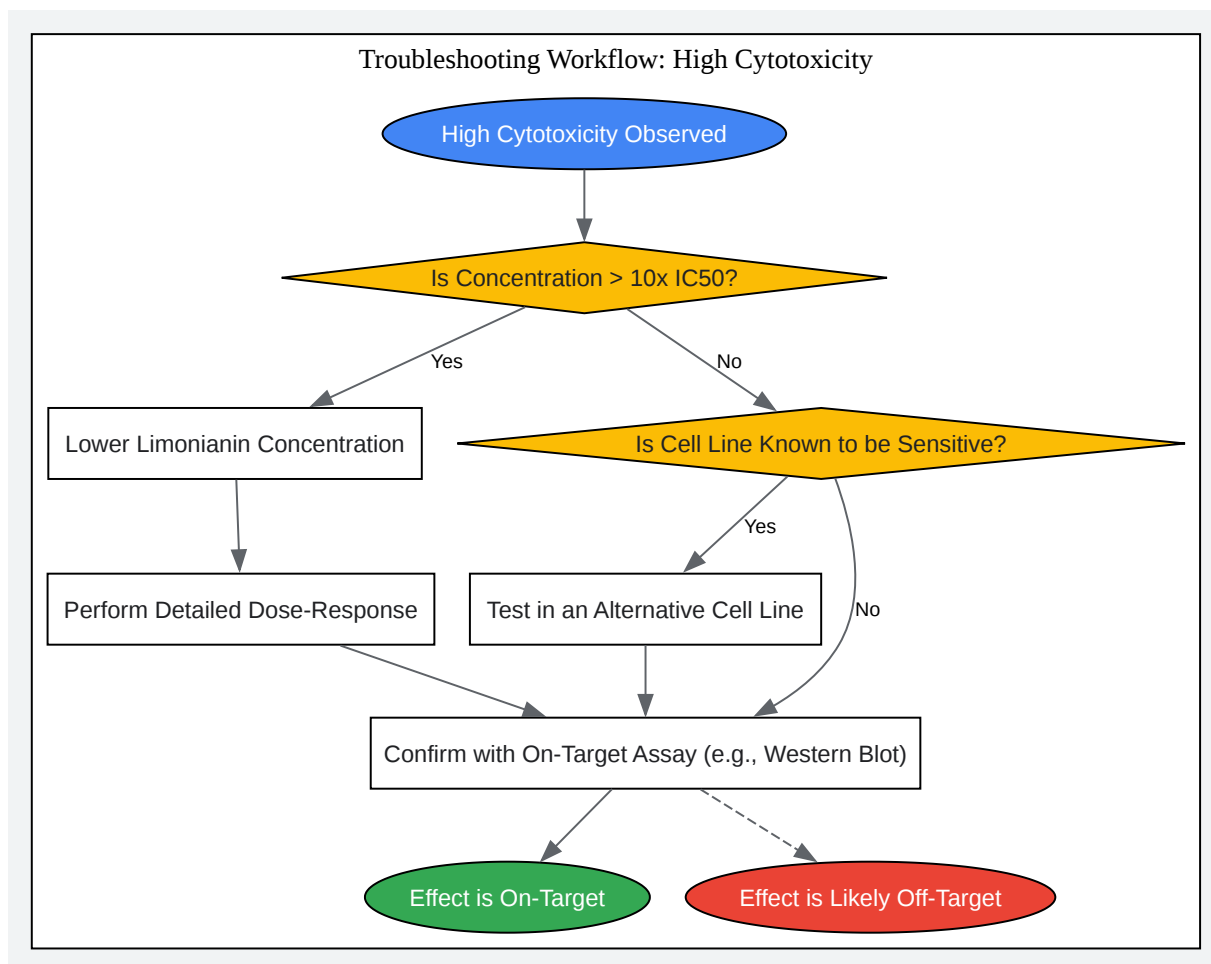 Troubleshooting Workflow: High Cytotoxicity
High Cytotoxicity Observed
Is Concentration > 10x IC50?
Yes
No
Lower Limonianin Concentration
Is Cell Line Known to be Sensitive?
Yes
Perform Detailed Dose-Response
Test in an Alternative Cell Line
No
Confirm with On-Target Assay (e.g., Western Blot)
Effect is On-Target
Effect is Likely Off-Target